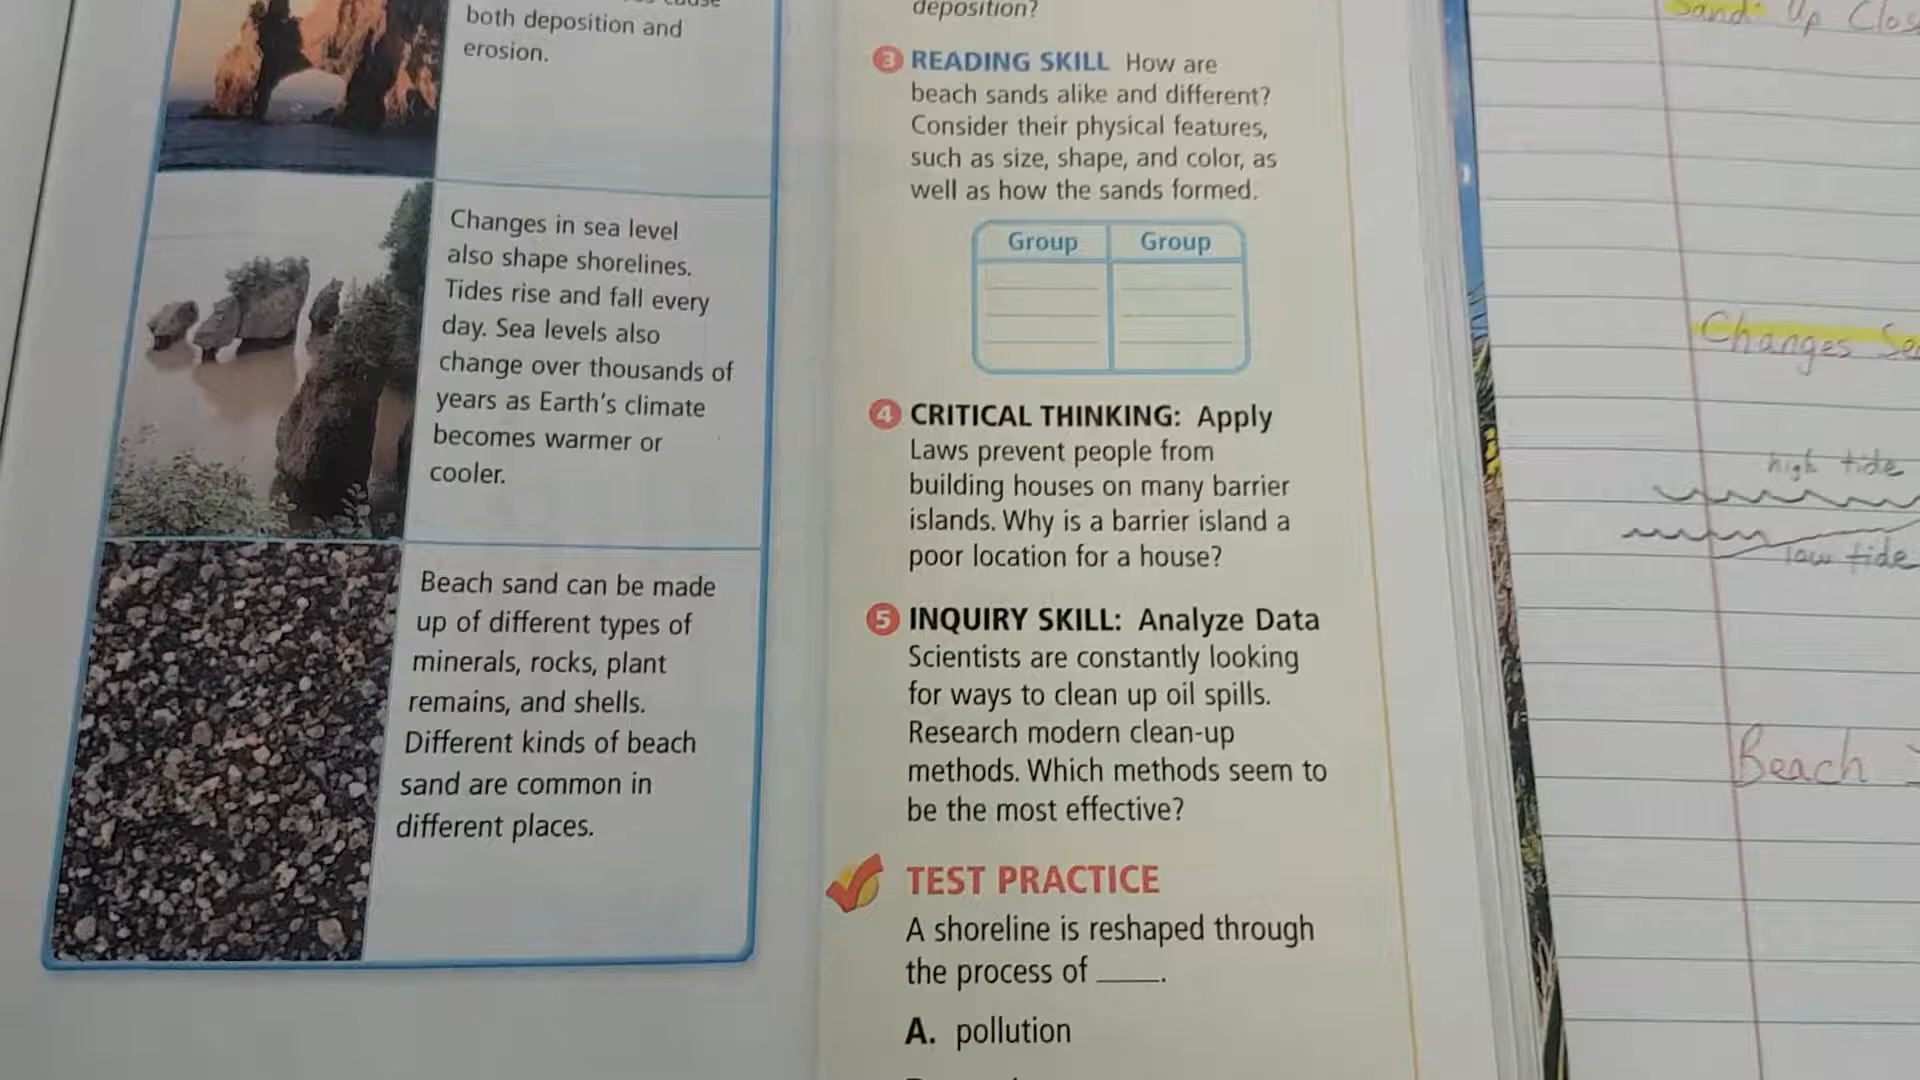 both deposition and
erosion.
Changes in sea level
also shape shorelines.
Tides rise and fall every
day. Sea levels also
change over thousands of
years as Earth's climate
becomes warmer or
cooler.
Beach sand can be made
up of different types of
minerals, rocks, plant
remains, and shells.
Different kinds of beach
sand are common in
different places.
deposition?
3 READING SKILL How are
beach sands alike and different?
Consider their physical features,
such as size, shape, and color, as
well as how the sands formed.
Group Group
4 CRITICAL THINKING: Apply
Laws prevent people from
building houses on many barrier
islands. Why is a barrier island a
poor location for a house?
5 INQUIRY SKILL: Analyze Data
Scientists are constantly looking
for ways to clean up oil spills.
Research modern clean-up
methods. Which methods seem to
be the most effective?
TEST PRACTICE
A shoreline is reshaped through
the process of ____.
A. pollution
Sand: Up Clos
Changes Se
high tide
low tide
Beach